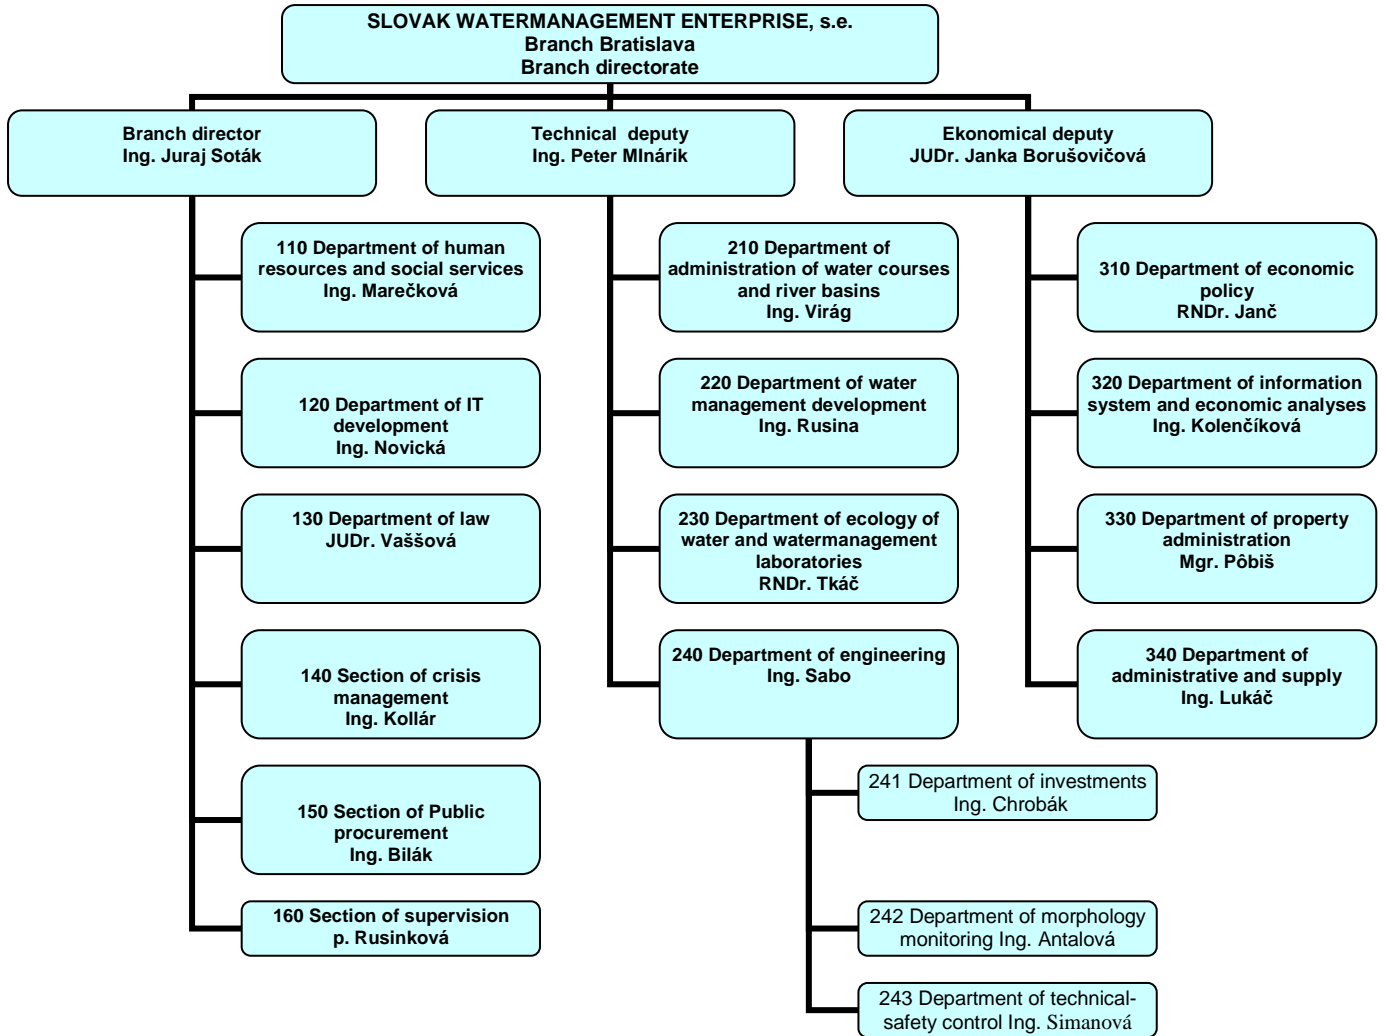 SLOVAK WATERMANAGEMENT ENTERPRISE, s.e.
Branch Bratislava
Branch directorate
Branch director
Ing. Juraj Soták
Technical deputy
Ing. Peter Mlnárik
Ekonomical deputy
JUDr. Janka Borušovičová
110 Department of human
resources and social services
Ing. Marečková
120 Department of IT
development
Ing. Novická
130 Department of law
JUDr. Vaššová
140 Section of crisis
management
Ing. Kollár
150 Section of Public
procurement
Ing. Bilák
160 Section of supervision
p. Rusinková
210 Department of
administration of water courses
and river basins
Ing. Virág
220 Department of water
management development
Ing. Rusina
230 Department of ecology of
water and watermanagement
laboratories
RNDr. Tkáč
240 Department of engineering
Ing. Sabo
241 Department of investments
Ing. Chrobák
242 Department of morphology
monitoring Ing. Antalová
243 Department of technical-
safety control Ing. Simanová
310 Department of economic
policy
RNDr. Janč
320 Department of information
system and economic analyses
Ing. Kolenčíková
330 Department of property
administration
Mgr. Pôbiš
340 Department of
administrative and supply
Ing. Lukáč